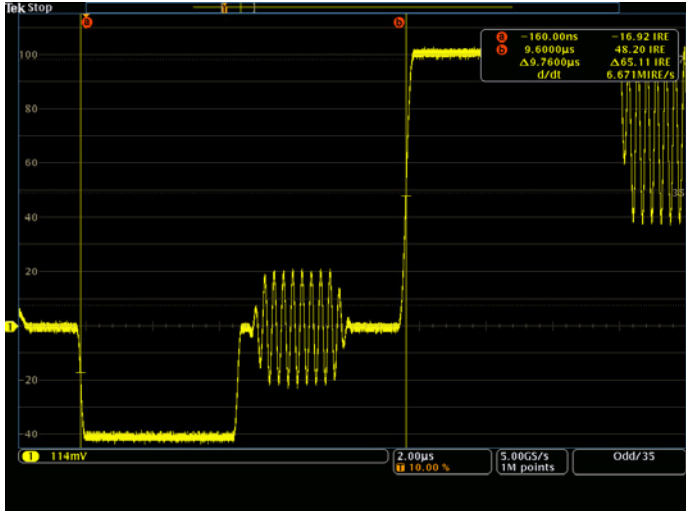 Tek Stop
T
a
b
a -160.00ns -16.92 IRE
b 9.6000µs 48.20 IRE
Δ9.7600µs Δ65.11 IRE
d/dt 6.671MIRE/s
100
80
60
40
35
20
1
-20
-40
1 114mV
2.00µs
T 10.00 %
5.00GS/s
1M points
Odd/35